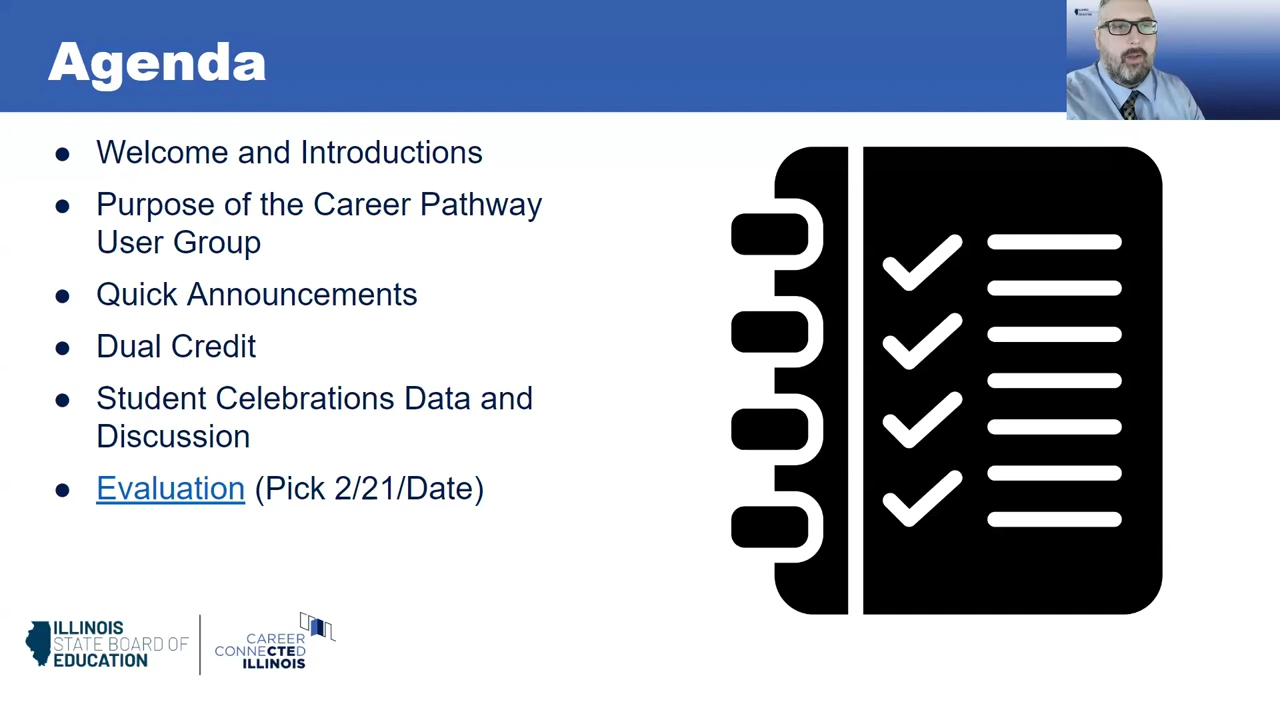 Agenda
● Welcome and Introductions
● Purpose of the Career Pathway
User Group
● Quick Announcements
● Dual Credit
● Student Celebrations Data and
Discussion
● Evaluation (Pick 2/21/Date)
ILLINOIS
STATE BOARD OF
EDUCATION
CAREER
CONNECTED
ILLINOIS